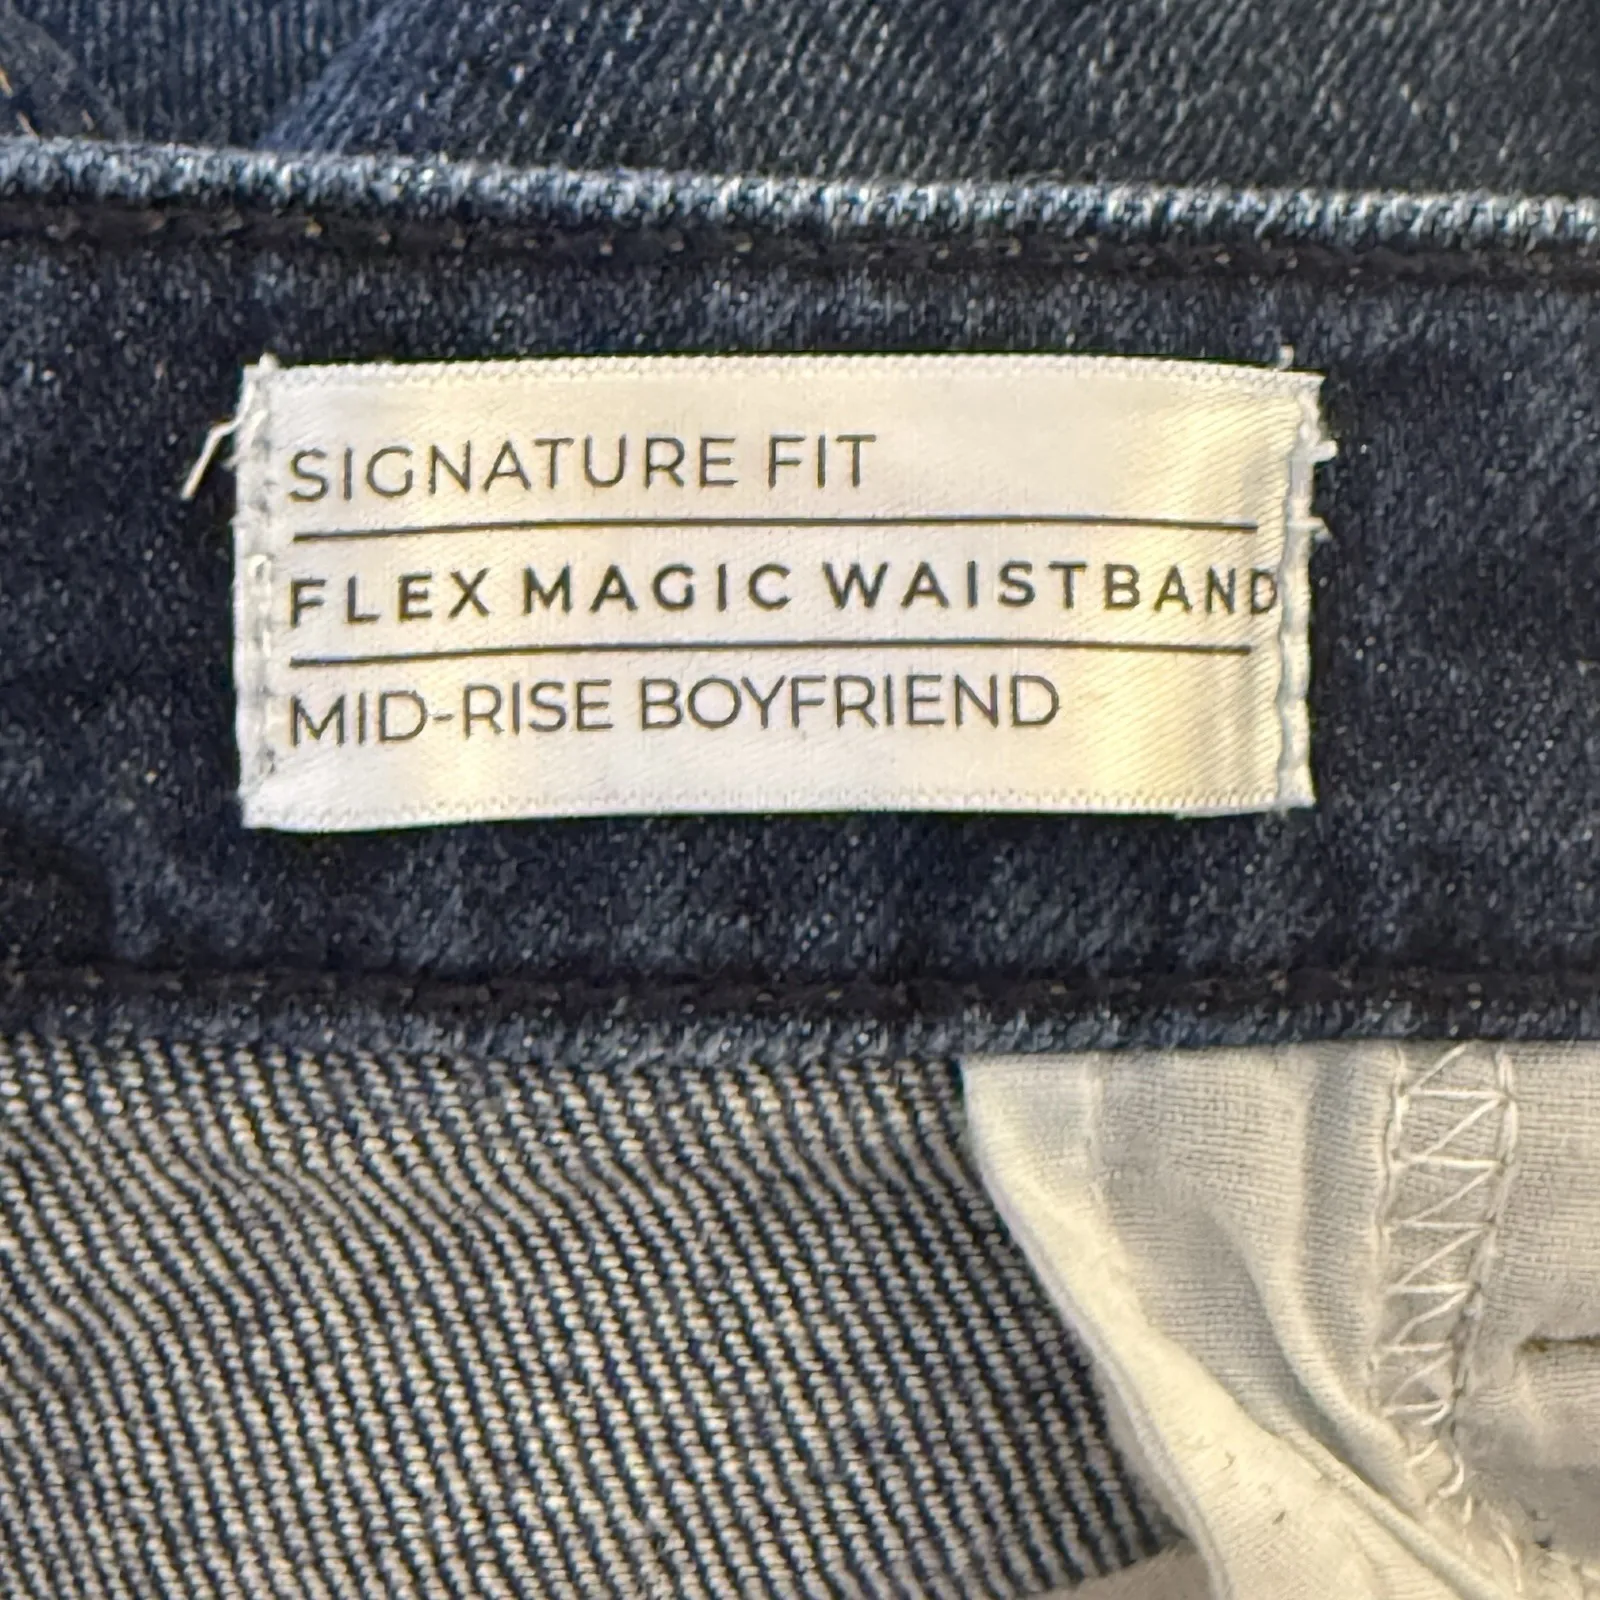 SIGNATURE FIT
FLEX MAGIC WAISTBAND
MID-RISE BOYFRIEND